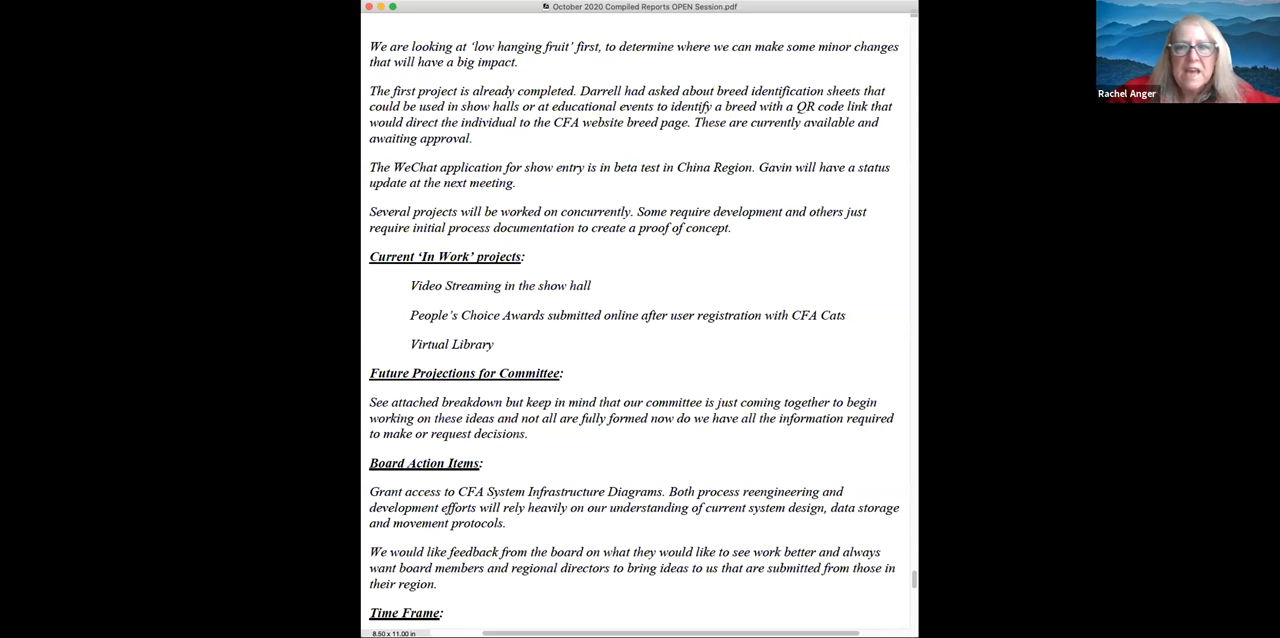 October 2020 Compiled Reports OPEN Session.pdf
We are looking at ‘low hanging fruit’ first, to determine where we can make some minor changes
that will have a big impact.
The first project is already completed. Darrell had asked about breed identification sheets that
could be used in show halls or at educational events to identify a breed with a QR code link that
would direct the individual to the CFA website breed page. These are currently available and
awaiting approval.
The WeChat application for show entry is in beta test in China Region. Gavin will have a status
update at the next meeting.
Several projects will be worked on concurrently. Some require development and others just
require initial process documentation to create a proof of concept.
Current ‘In Work’ projects:
Video Streaming in the show hall
People’s Choice Awards submitted online after user registration with CFA Cats
Virtual Library
Future Projections for Committee:
See attached breakdown but keep in mind that our committee is just coming together to begin
working on these ideas and not all are fully formed now do we have all the information required
to make or request decisions.
Board Action Items:
Grant access to CFA System Infrastructure Diagrams. Both process reengineering and
development efforts will rely heavily on our understanding of current system design, data storage
and movement protocols.
We would like feedback from the board on what they would like to see work better and always
want board members and regional directors to bring ideas to us that are submitted from those in
their region.
Time Frame:
8.50 x 11.00 in
Rachel Anger